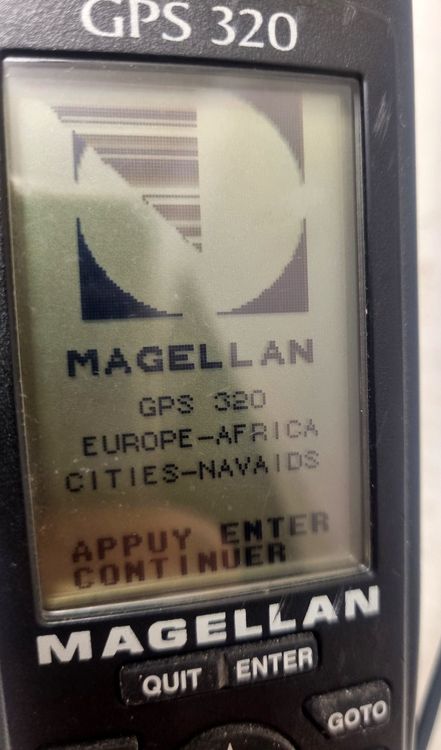 GPS 320
MAGELLAN
GPS 320
EUROPE-AFRICA
CITIES-NAVAIDS
APPUY ENTER
CONTINUER
MAGELLAN
QUIT ENTER
GOTO